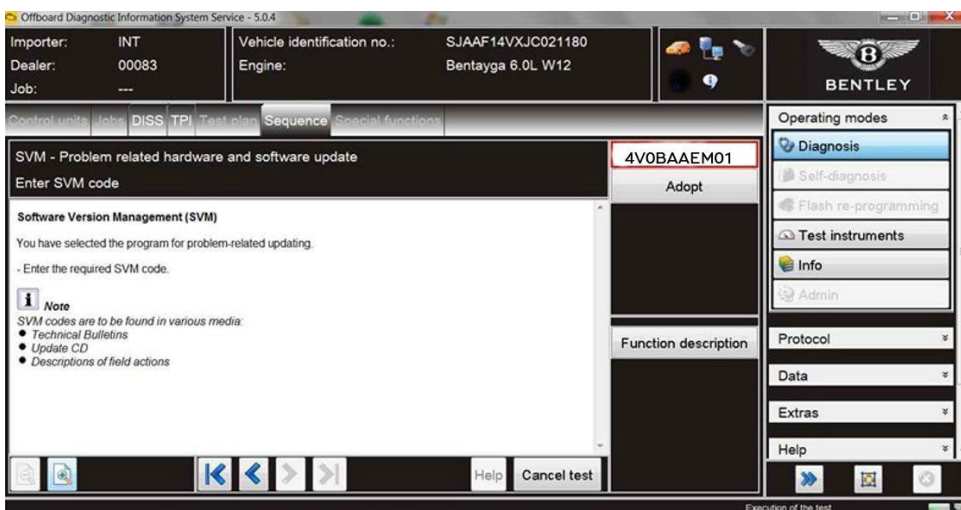 Offboard Diagnostic Information System Service - 5.0.4
Importer: INT
Dealer: 00083
Job: ---
Vehicle identification no.: SJAAF14VXJC021180
Engine: Bentayga 6.0L W12
B
BENTLEY
Control units Jobs DISS TPI Test plan Sequence Special functions
SVM - Problem related hardware and software update
Enter SVM code
4V0BAAEM01
Adopt
Software Version Management (SVM)
You have selected the program for problem-related updating.
- Enter the required SVM code.
i Note
SVM codes are to be found in various media:
● Technical Bulletins
● Update CD
● Descriptions of field actions
Function description
Help
Cancel test
Operating modes
Diagnosis
Self-diagnosis
Flash re-programming
Test instruments
Info
Admin
Protocol
Data
Extras
Help
Execution of the test